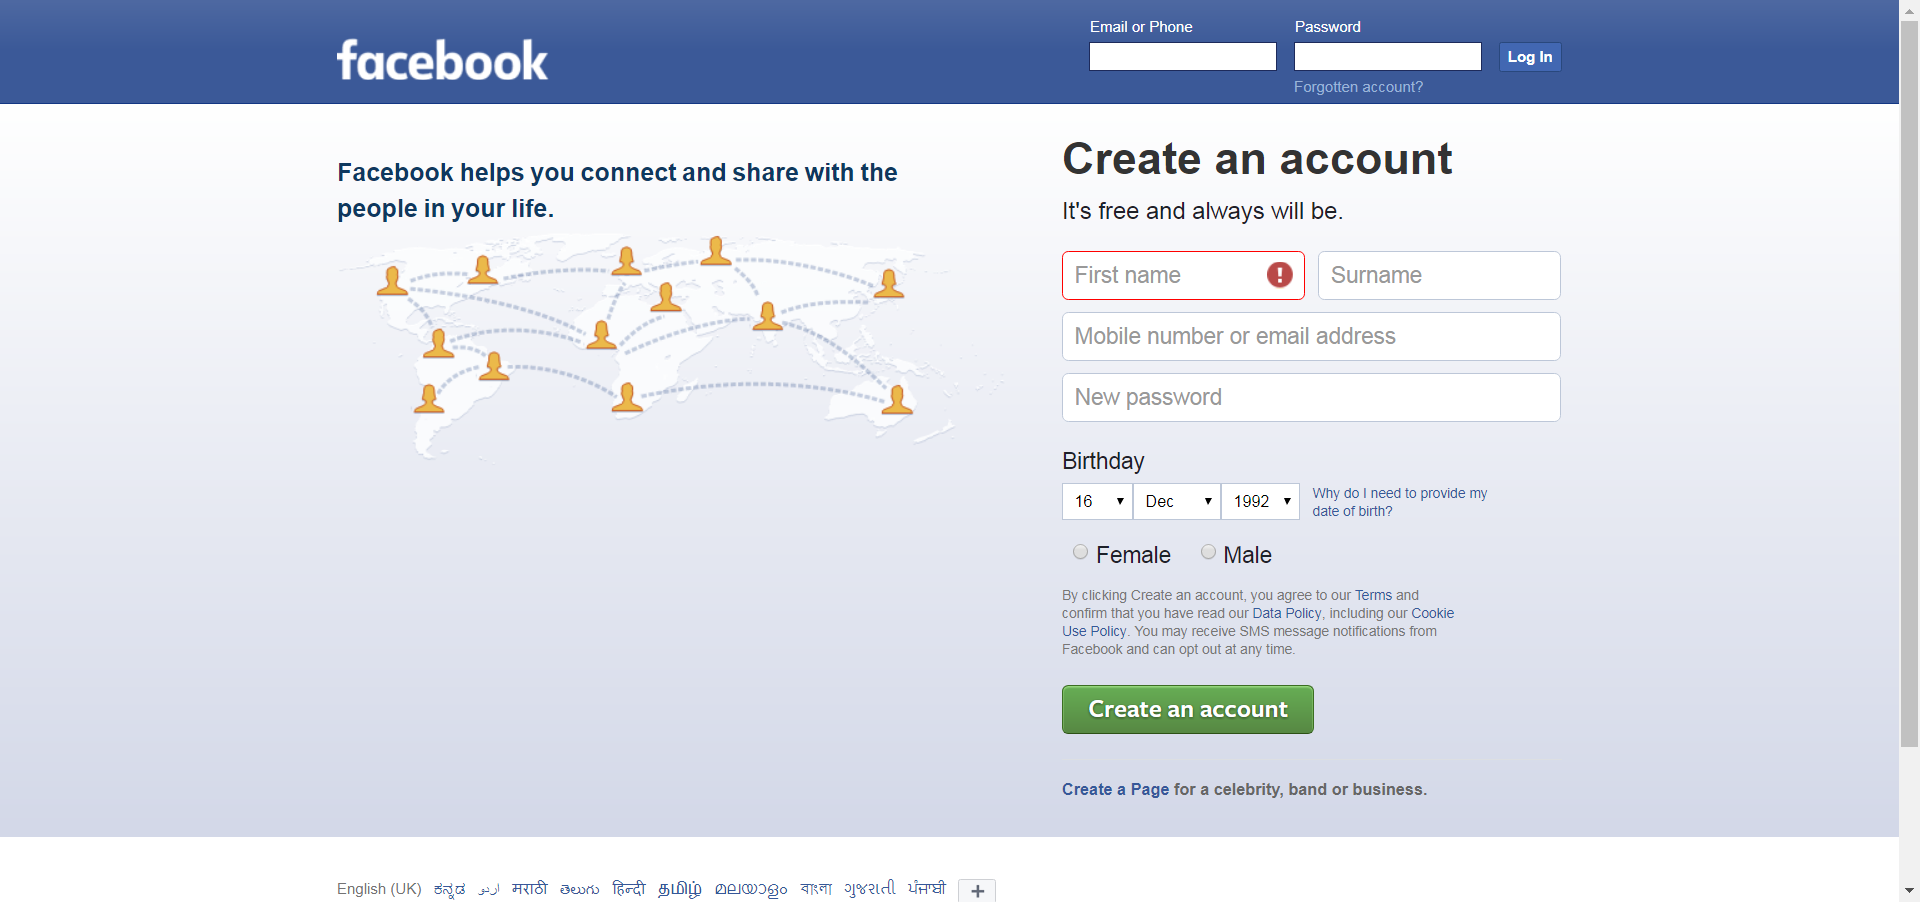 facebook
Email or Phone
Password
Log In
Forgotten account?
Facebook helps you connect and share with the
people in your life.
Create an account
It's free and always will be.
First name
Surname
Mobile number or email address
New password
Birthday
16
Dec
1992
Why do I need to provide my
date of birth?
Female
Male
By clicking Create an account, you agree to our Terms and
confirm that you have read our Data Policy, including our Cookie
Use Policy. You may receive SMS message notifications from
Facebook and can opt out at any time.
Create an account
Create a Page for a celebrity, band or business.
English (UK) ಕನ್ನಡ اردو मराठी తెలుగు हिन्दी தமிழ் മലയാളം বাংলা ગુજરાતી ਪੰਜਾਬੀ +